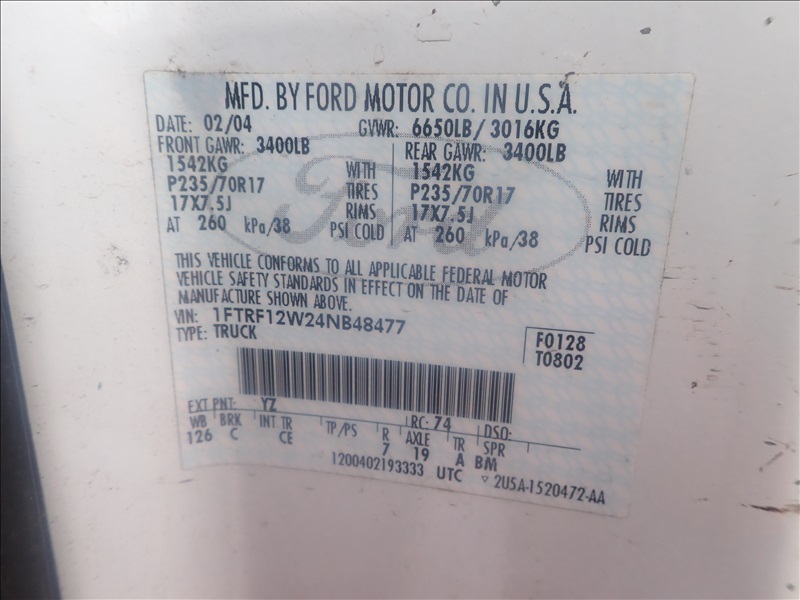 MFD. BY FORD MOTOR CO. IN U.S.A.
DATE: 02/04 GVWR: 6650LB/ 3016KG
FRONT GAWR: 3400LB REAR GAWR: 3400LB
1542KG WITH 1542KG WITH
P235/70R17 TIRES P235/70R17 TIRES
17X7.5J RIMS 17X7.5J RIMS
AT 260 kPa/38 PSI COLD AT 260 kPa/38 PSI COLD
Ford
THIS VEHICLE CONFORMS TO ALL APPLICABLE FEDERAL MOTOR
VEHICLE SAFETY STANDARDS IN EFFECT ON THE DATE OF
MANUFACTURE SHOWN ABOVE.
VIN: 1FTRF12W24NB48477
TYPE: TRUCK
F0128
T0802
EXT PNT: YZ RC: 74 DSO:
WB BRK INT TR TP/PS R AXLE TR SPR
126 C CE 7 19 A BM
1200402193333 UTC
▽ 2U5A-1520472-AA